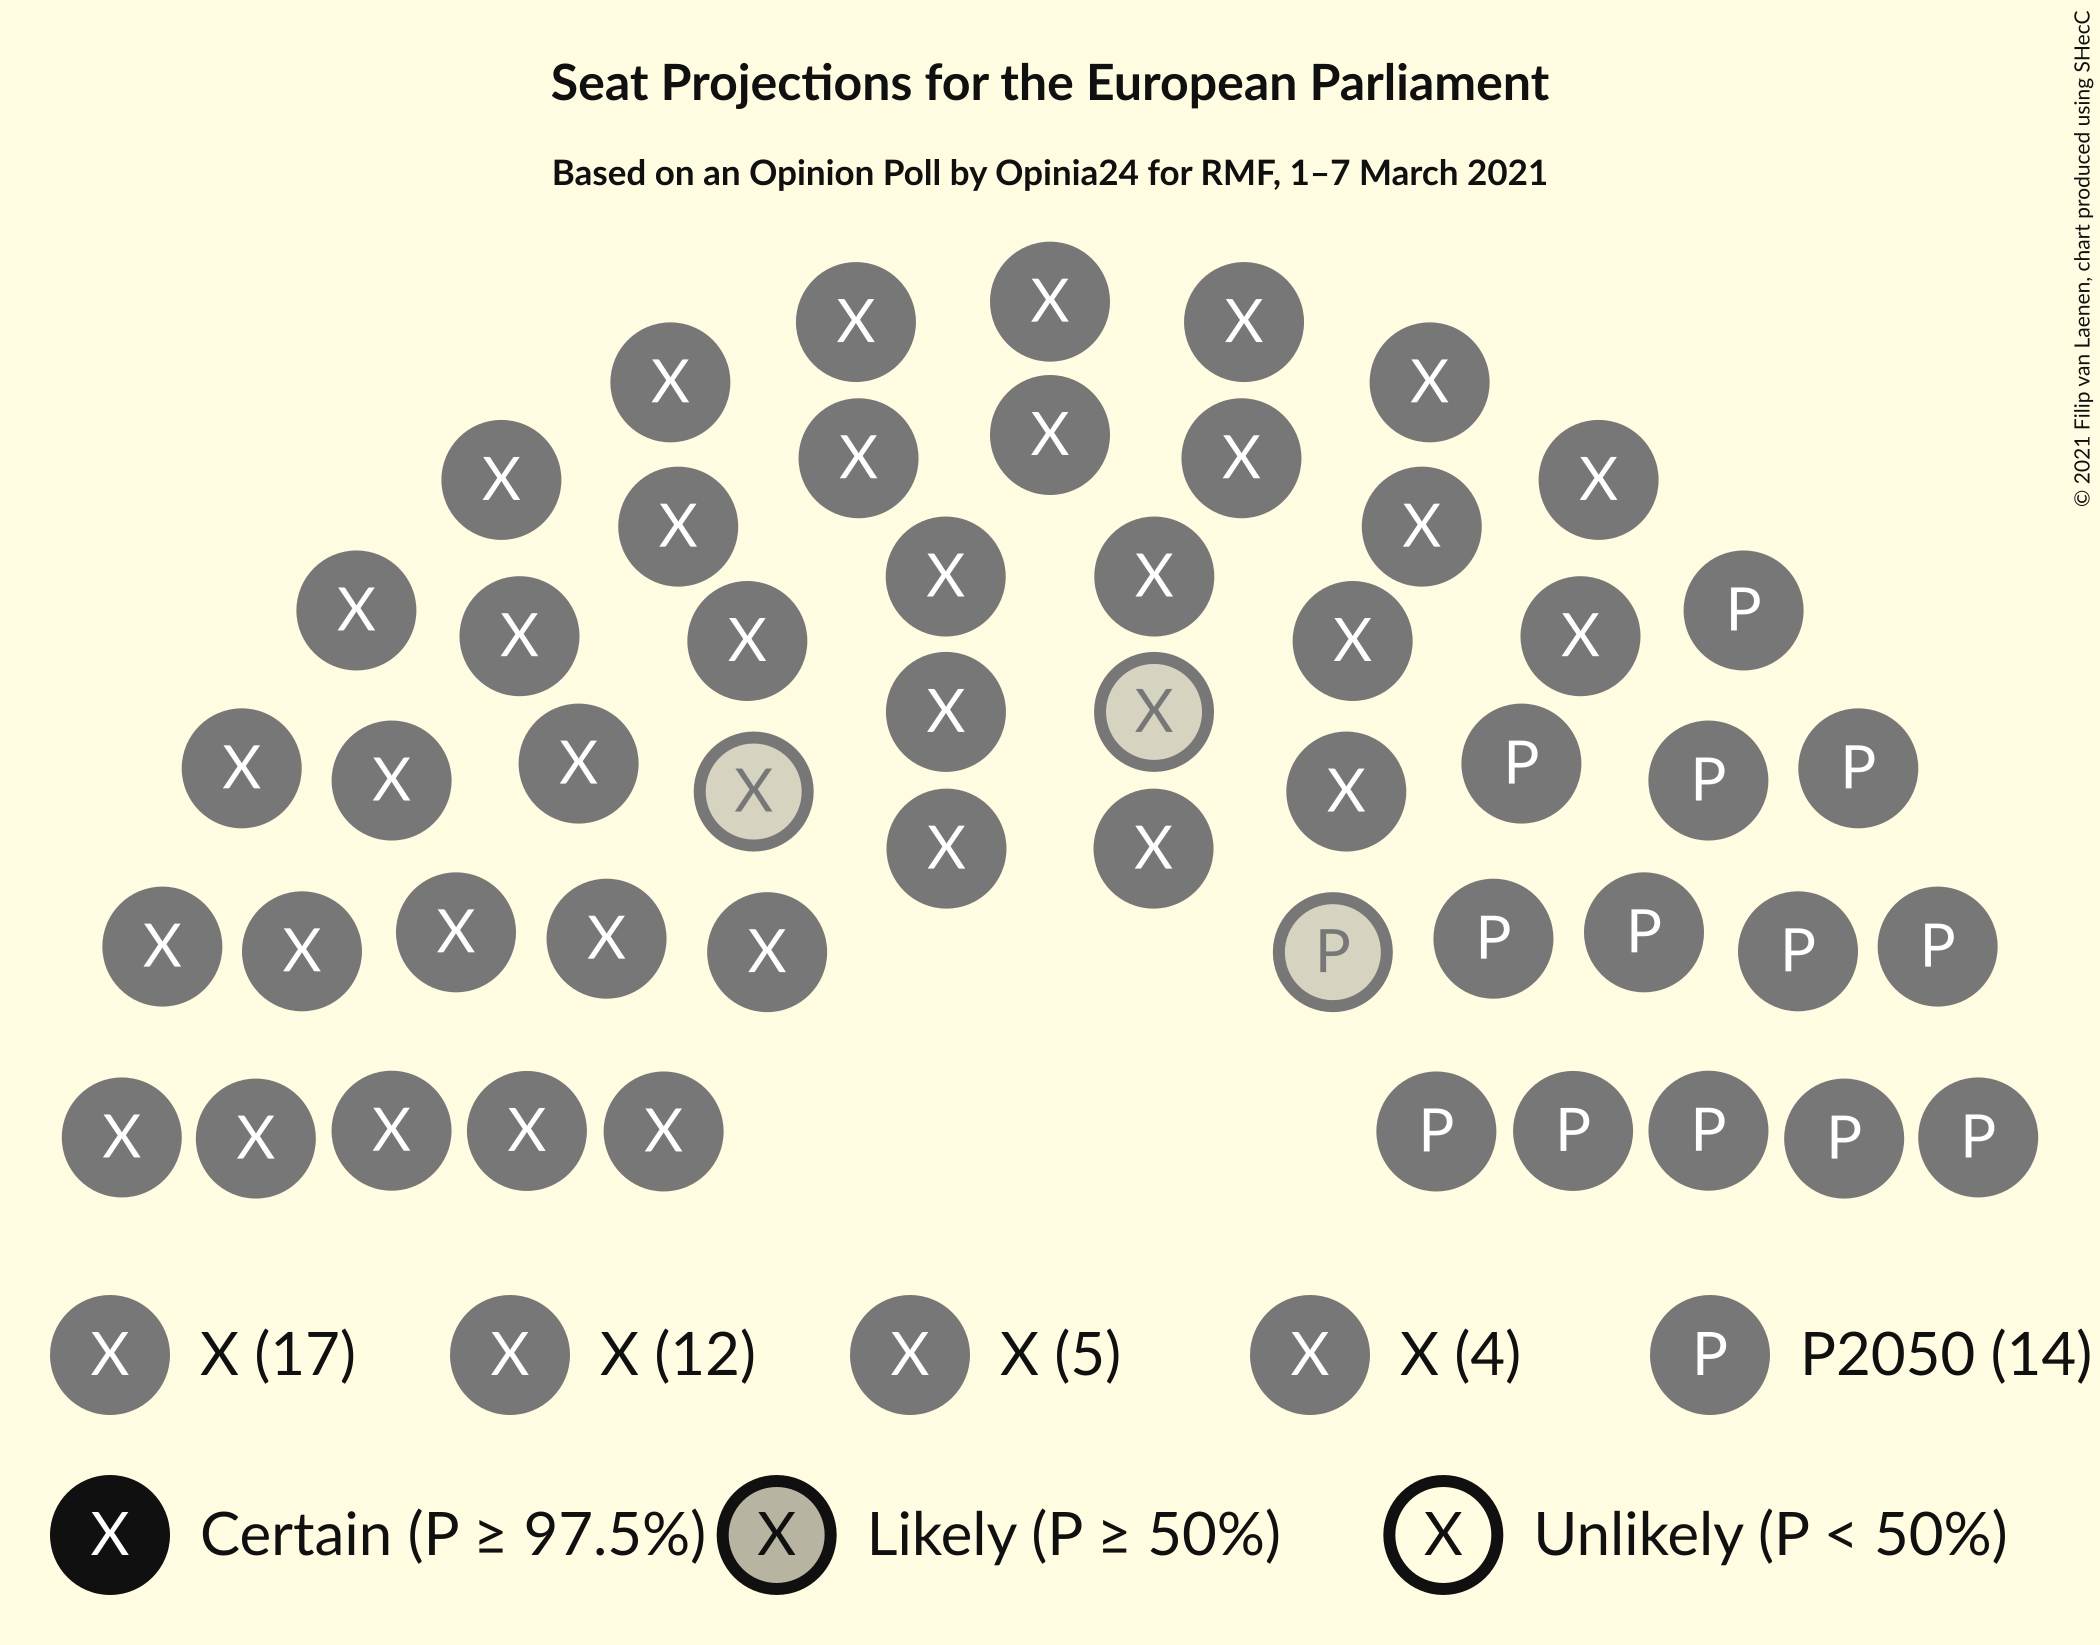 Seat Projections for the European Parliament
Based on an Opinion Poll by Opinia24 for RMF, 1–7 March 2021
© 2021 Filip van Laenen, chart produced using SHecC
X
X X
X X
X
X X
X X
X X
X X
X X
X X
X P
X X
X X
X X
X P
X P
X X
X P
X X
X X P P P P P
X X X X X
X X
P P P P P
X X X X X
P P P P P
X X (17) X X (12) X X (5) X X (4) P P2050 (14)
X Certain (P ≥ 97.5%) X Likely (P ≥ 50%) X Unlikely (P < 50%)